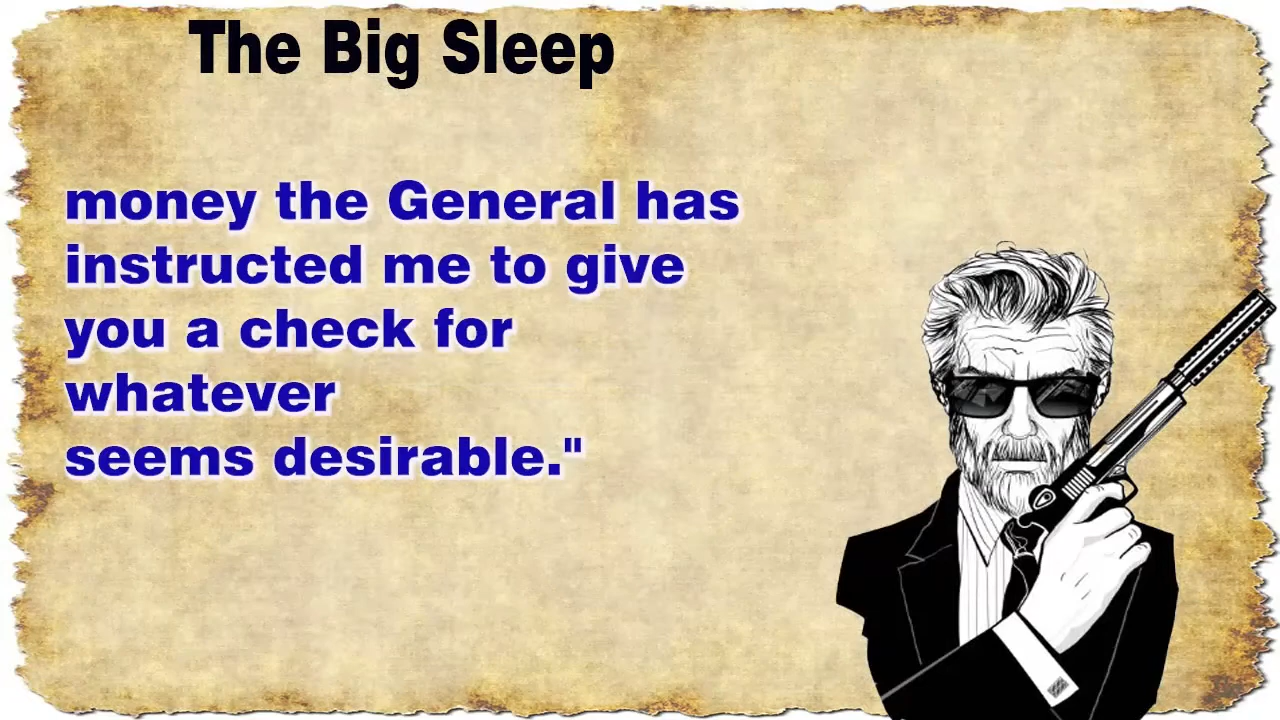 The Big Sleep
money the General has
instructed me to give
you a check for
whatever
seems desirable."